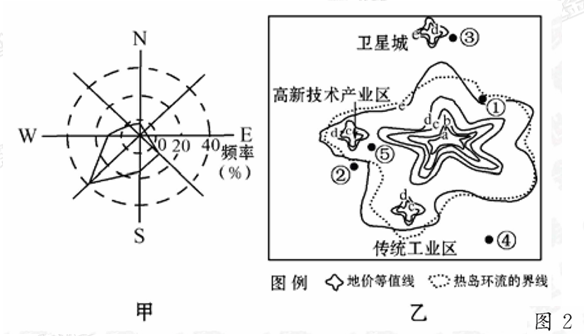 N
W
E
0 20 40
频率
(%)
S
甲
卫星城
③
d
高新技术产业区
①
d c b
a
d c
⑤
②
d
c
④
传统工业区
图 例
地价等值线
热岛环流的界线
乙
图 2